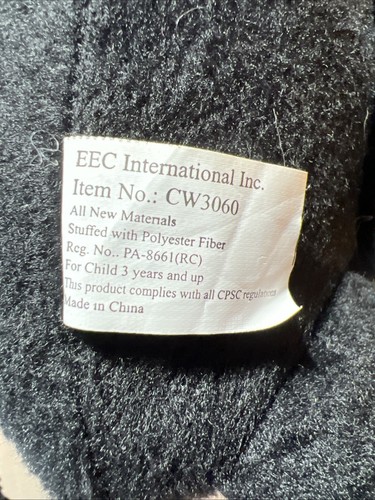 EEC International Inc.
Item No.: CW3060
All New Materials
Stuffed with Polyester Fiber
Reg. No.. PA-8661(RC)
For Child 3 years and up
This product complies with all CPSC regulations
Made in China